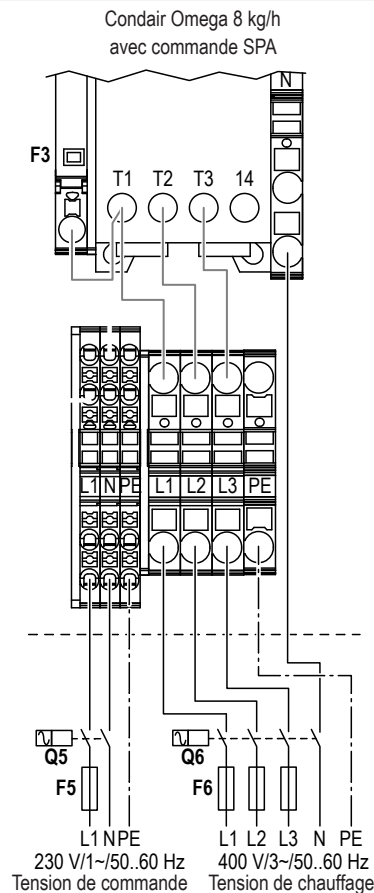 Condair Omega 8 kg/h
avec commande SPA
N
F3
T1 T2 T3 14
L1 N PE L1 L2 L3 PE
Q5 Q6
F5 F6
L1 N PE L1 L2 L3 N PE
230 V/1~/50..60 Hz 400 V/3~/50..60 Hz
Tension de commande Tension de chauffage